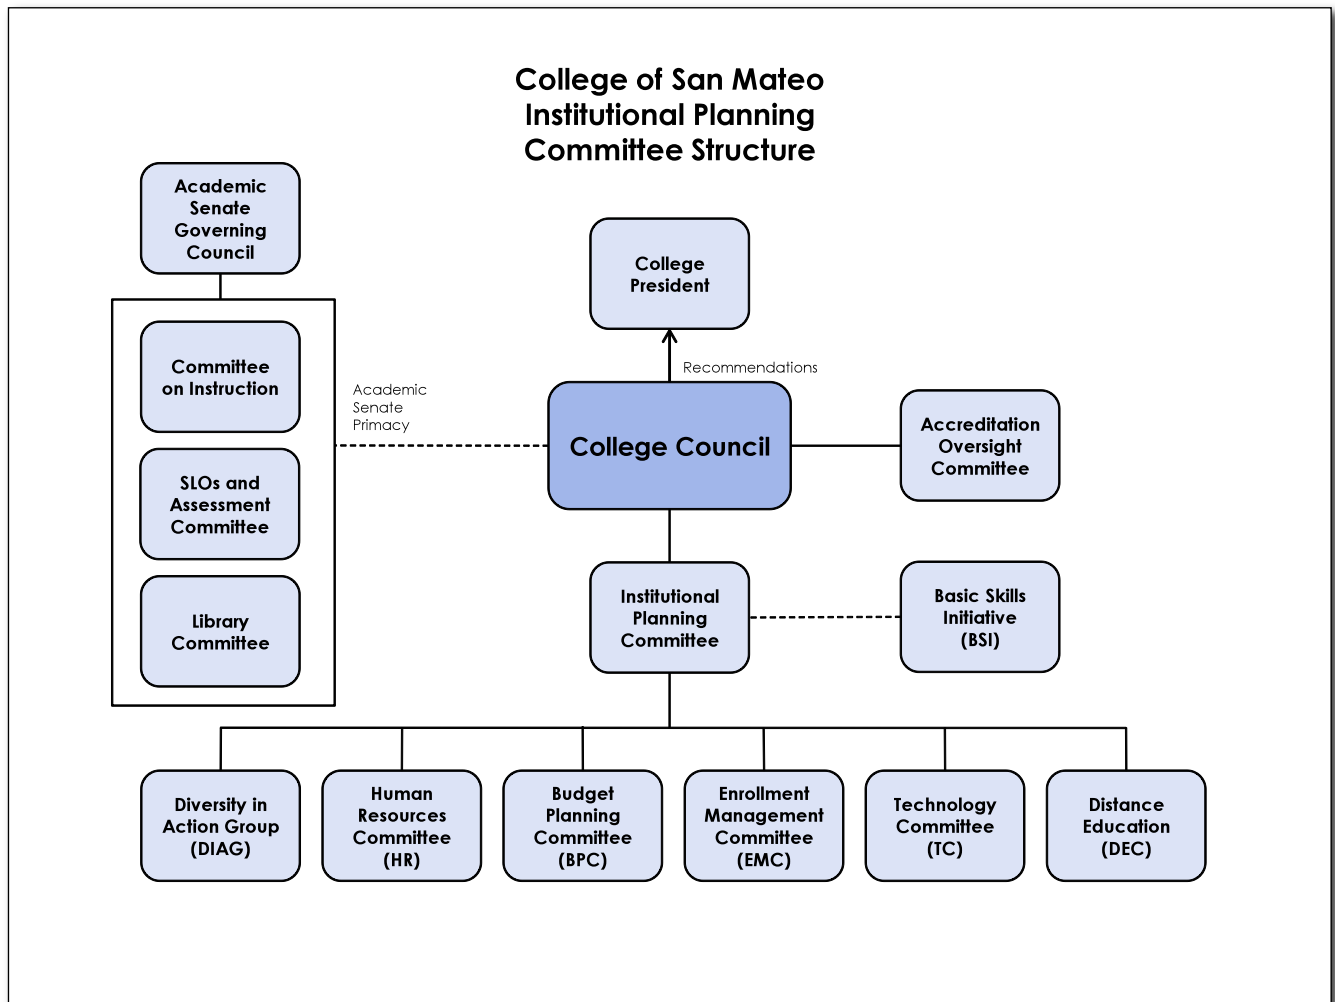 College of San Mateo
Institutional Planning
Committee Structure
Academic
Senate
Governing
Council
College
President
Recommendations
Committee
on Instruction
Academic
Senate
Primacy
College Council
Accreditation
Oversight
Committee
SLOs and
Assessment
Committee
Library
Committee
Institutional
Planning
Committee
Basic Skills
Initiative
(BSI)
Diversity in
Action Group
(DIAG)
Human
Resources
Committee
(HR)
Budget
Planning
Committee
(BPC)
Enrollment
Management
Committee
(EMC)
Technology
Committee
(TC)
Distance
Education
(DEC)